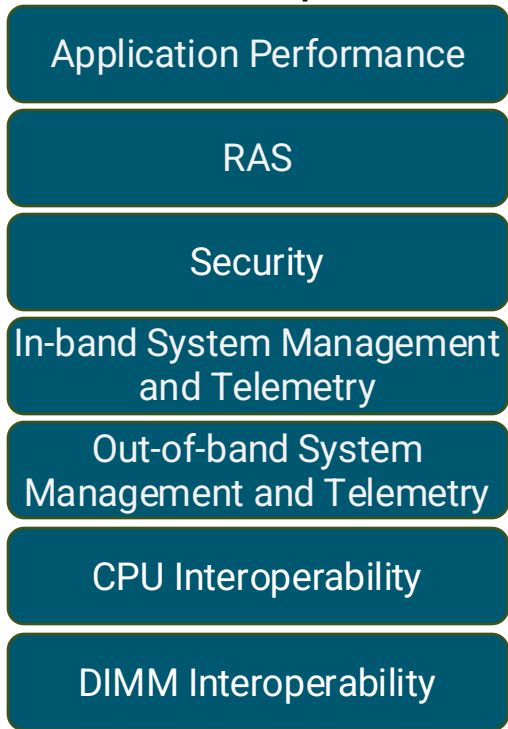 Application Performance
RAS
Security
In-band System Management
and Telemetry
Out-of-band System
Management and Telemetry
CPU Interoperability
DIMM Interoperability